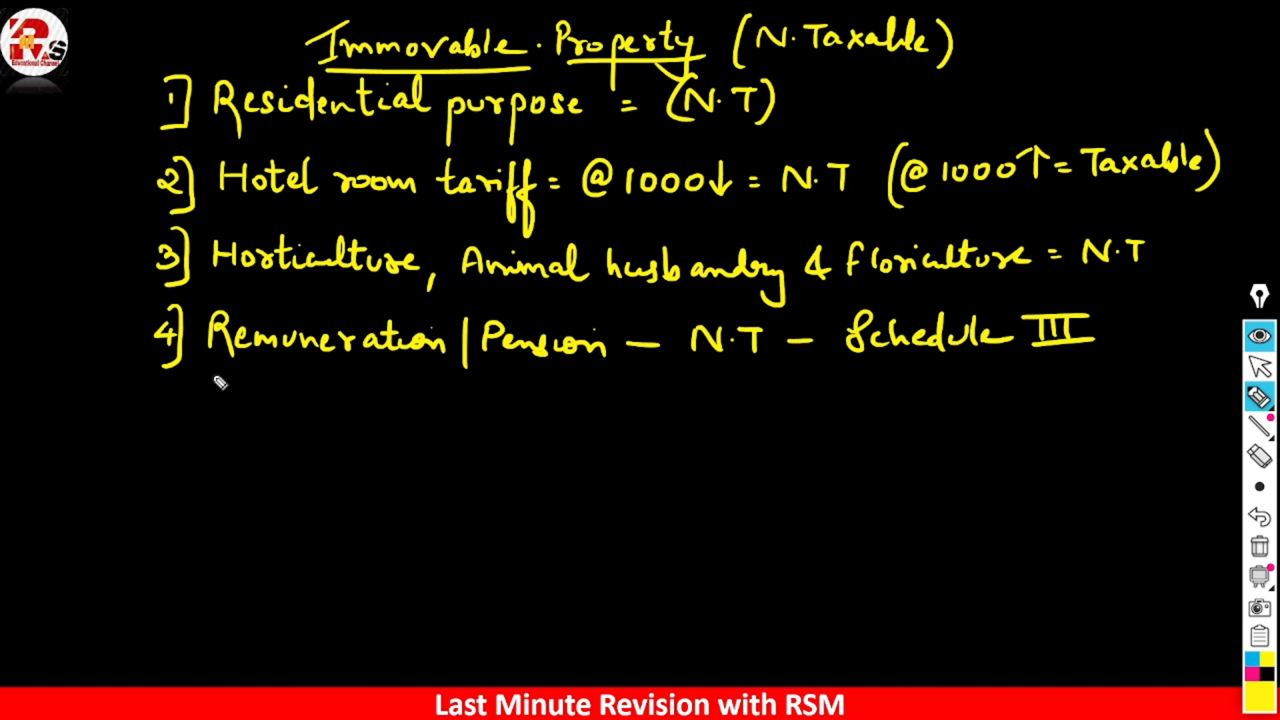 Immovable. Property (N.Taxable)
1] Residential purpose = (N.T)
2] Hotel room tariff = @ 1000↓ = N.T (@ 1000↑ = Taxable)
3] Horticulture, Animal husbandry & floriculture = N.T
4] Remuneration | Pension — N.T — Schedule III
Last Minute Revision with RSM